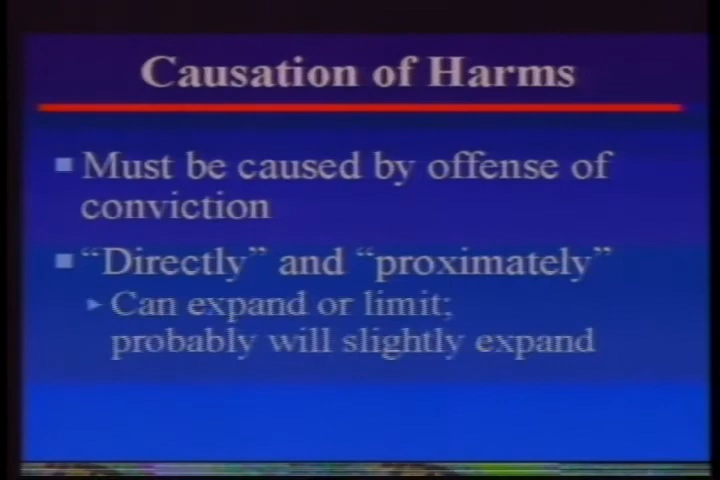 Causation of Harms
Must be caused by offense of
conviction
“Directly” and “proximately”
Can expand or limit;
probably will slightly expand